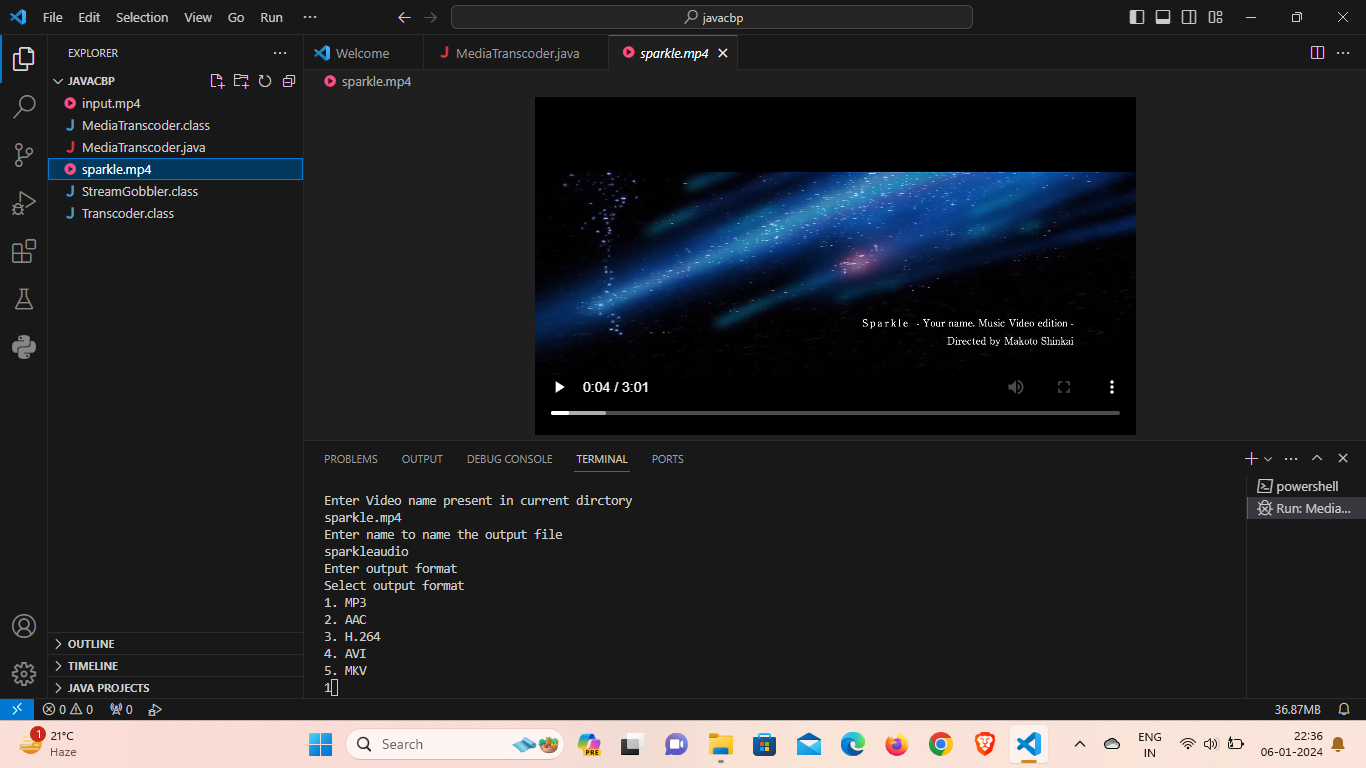 File Edit Selection View Go Run ···
javacbp
EXPLORER ···
JAVACBP
input.mp4
J MediaTranscoder.class
J MediaTranscoder.java
sparkle.mp4
J StreamGobbler.class
J Transcoder.class
OUTLINE
TIMELINE
JAVA PROJECTS
Welcome
J MediaTranscoder.java
sparkle.mp4
sparkle.mp4
Sparkle - Your name. Music Video edition -
Directed by Makoto Shinkai
0:04 / 3:01
PROBLEMS OUTPUT DEBUG CONSOLE TERMINAL PORTS
Enter Video name present in current dirctory
sparkle.mp4
Enter name to name the output file
sparkleaudio
Enter output format
Select output format
1. MP3
2. AAC
3. H.264
4. AVI
5. MKV
1
powershell
Run: Media...
0 0 0
36.87MB
1
21°C
Haze
Search
PRE
ENG
IN
22:36
06-01-2024